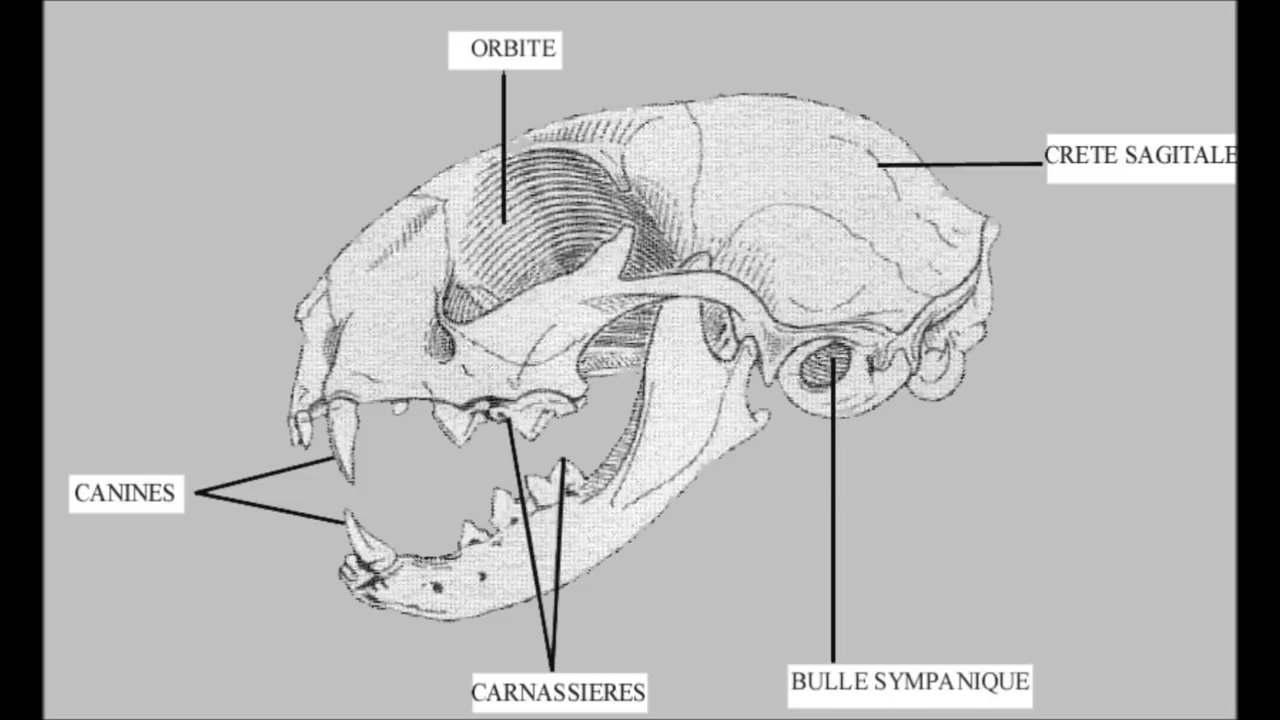 ORBITE
CRETE SAGITALE
CANINES
CARNASSIERES
BULLE SYMPANIQUE